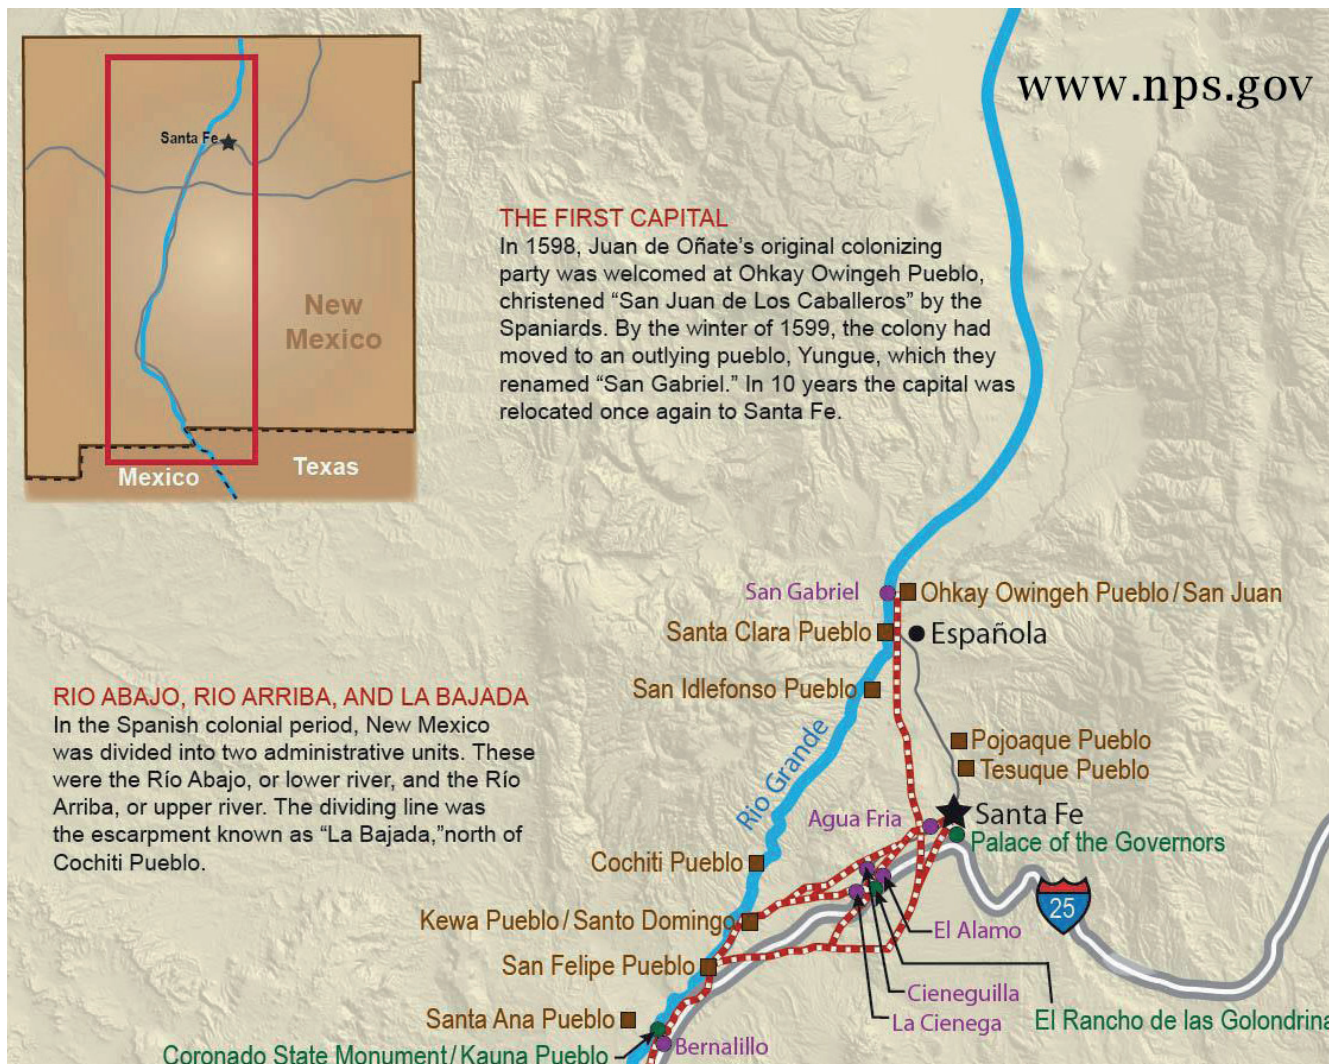 www.nps.gov
Santa Fe
New
Mexico
Mexico
Texas
THE FIRST CAPITAL
In 1598, Juan de Oñate’s original colonizing
party was welcomed at Ohkay Owingeh Pueblo,
christened “San Juan de Los Caballeros” by the
Spaniards. By the winter of 1599, the colony had
moved to an outlying pueblo, Yungue, which they
renamed “San Gabriel.” In 10 years the capital was
relocated once again to Santa Fe.
RIO ABAJO, RIO ARRIBA, AND LA BAJADA
In the Spanish colonial period, New Mexico
was divided into two administrative units. These
were the Río Abajo, or lower river, and the Río
Arriba, or upper river. The dividing line was
the escarpment known as “La Bajada,”north of
Cochiti Pueblo.
San Gabriel
Ohkay Owingeh Pueblo/San Juan
Santa Clara Pueblo
Española
San Idlefonso Pueblo
Rio Grande
Pojoaque Pueblo
Tesuque Pueblo
Santa Fe
Agua Fria
Palace of the Governors
Cochiti Pueblo
25
Kewa Pueblo/Santo Domingo
El Alamo
San Felipe Pueblo
Cieneguilla
La Cienega
El Rancho de las Golondrina
Santa Ana Pueblo
Bernalillo
Coronado State Monument/Kauna Pueblo